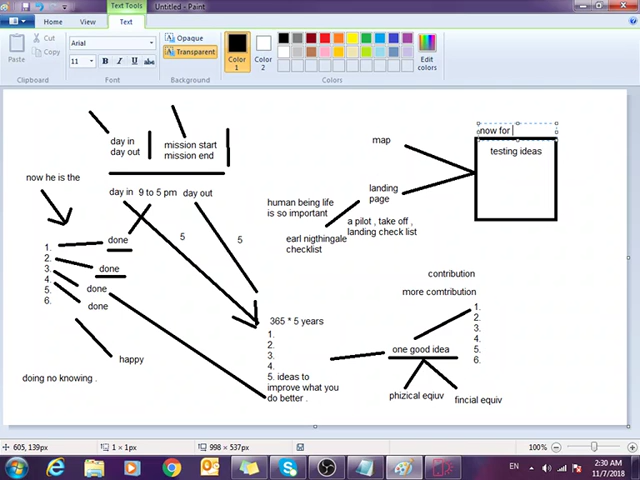 Text Tools
Untitled - Paint
Home
View
Text
Cut
Copy
Paste
Arial
11
B
I
U
abc
Opaque
Transparent
Color
1
Color
2
Edit
colors
Clipboard
Font
Background
Colors
day in
day out
mission start
mission end
now he is the
day in
9 to 5 pm
day out
1.
2.
3.
4.
5.
6.
done
done
done
done
5
5
happy
doing no knowing .
map
landing
page
now for
testing ideas
human being life
is so important
earl nigthingale
checklist
a pilot , take off ,
landing check list
contribution
more comtribution
365 * 5 years
1.
2.
3.
4.
5. ideas to
improve what you
do better .
one good idea
1.
2.
3.
4.
5.
6.
phizical eqiuv
fincial equiv
605, 139px
1 × 1px
998 × 537px
100%
EN
2:30 AM
11/7/2018